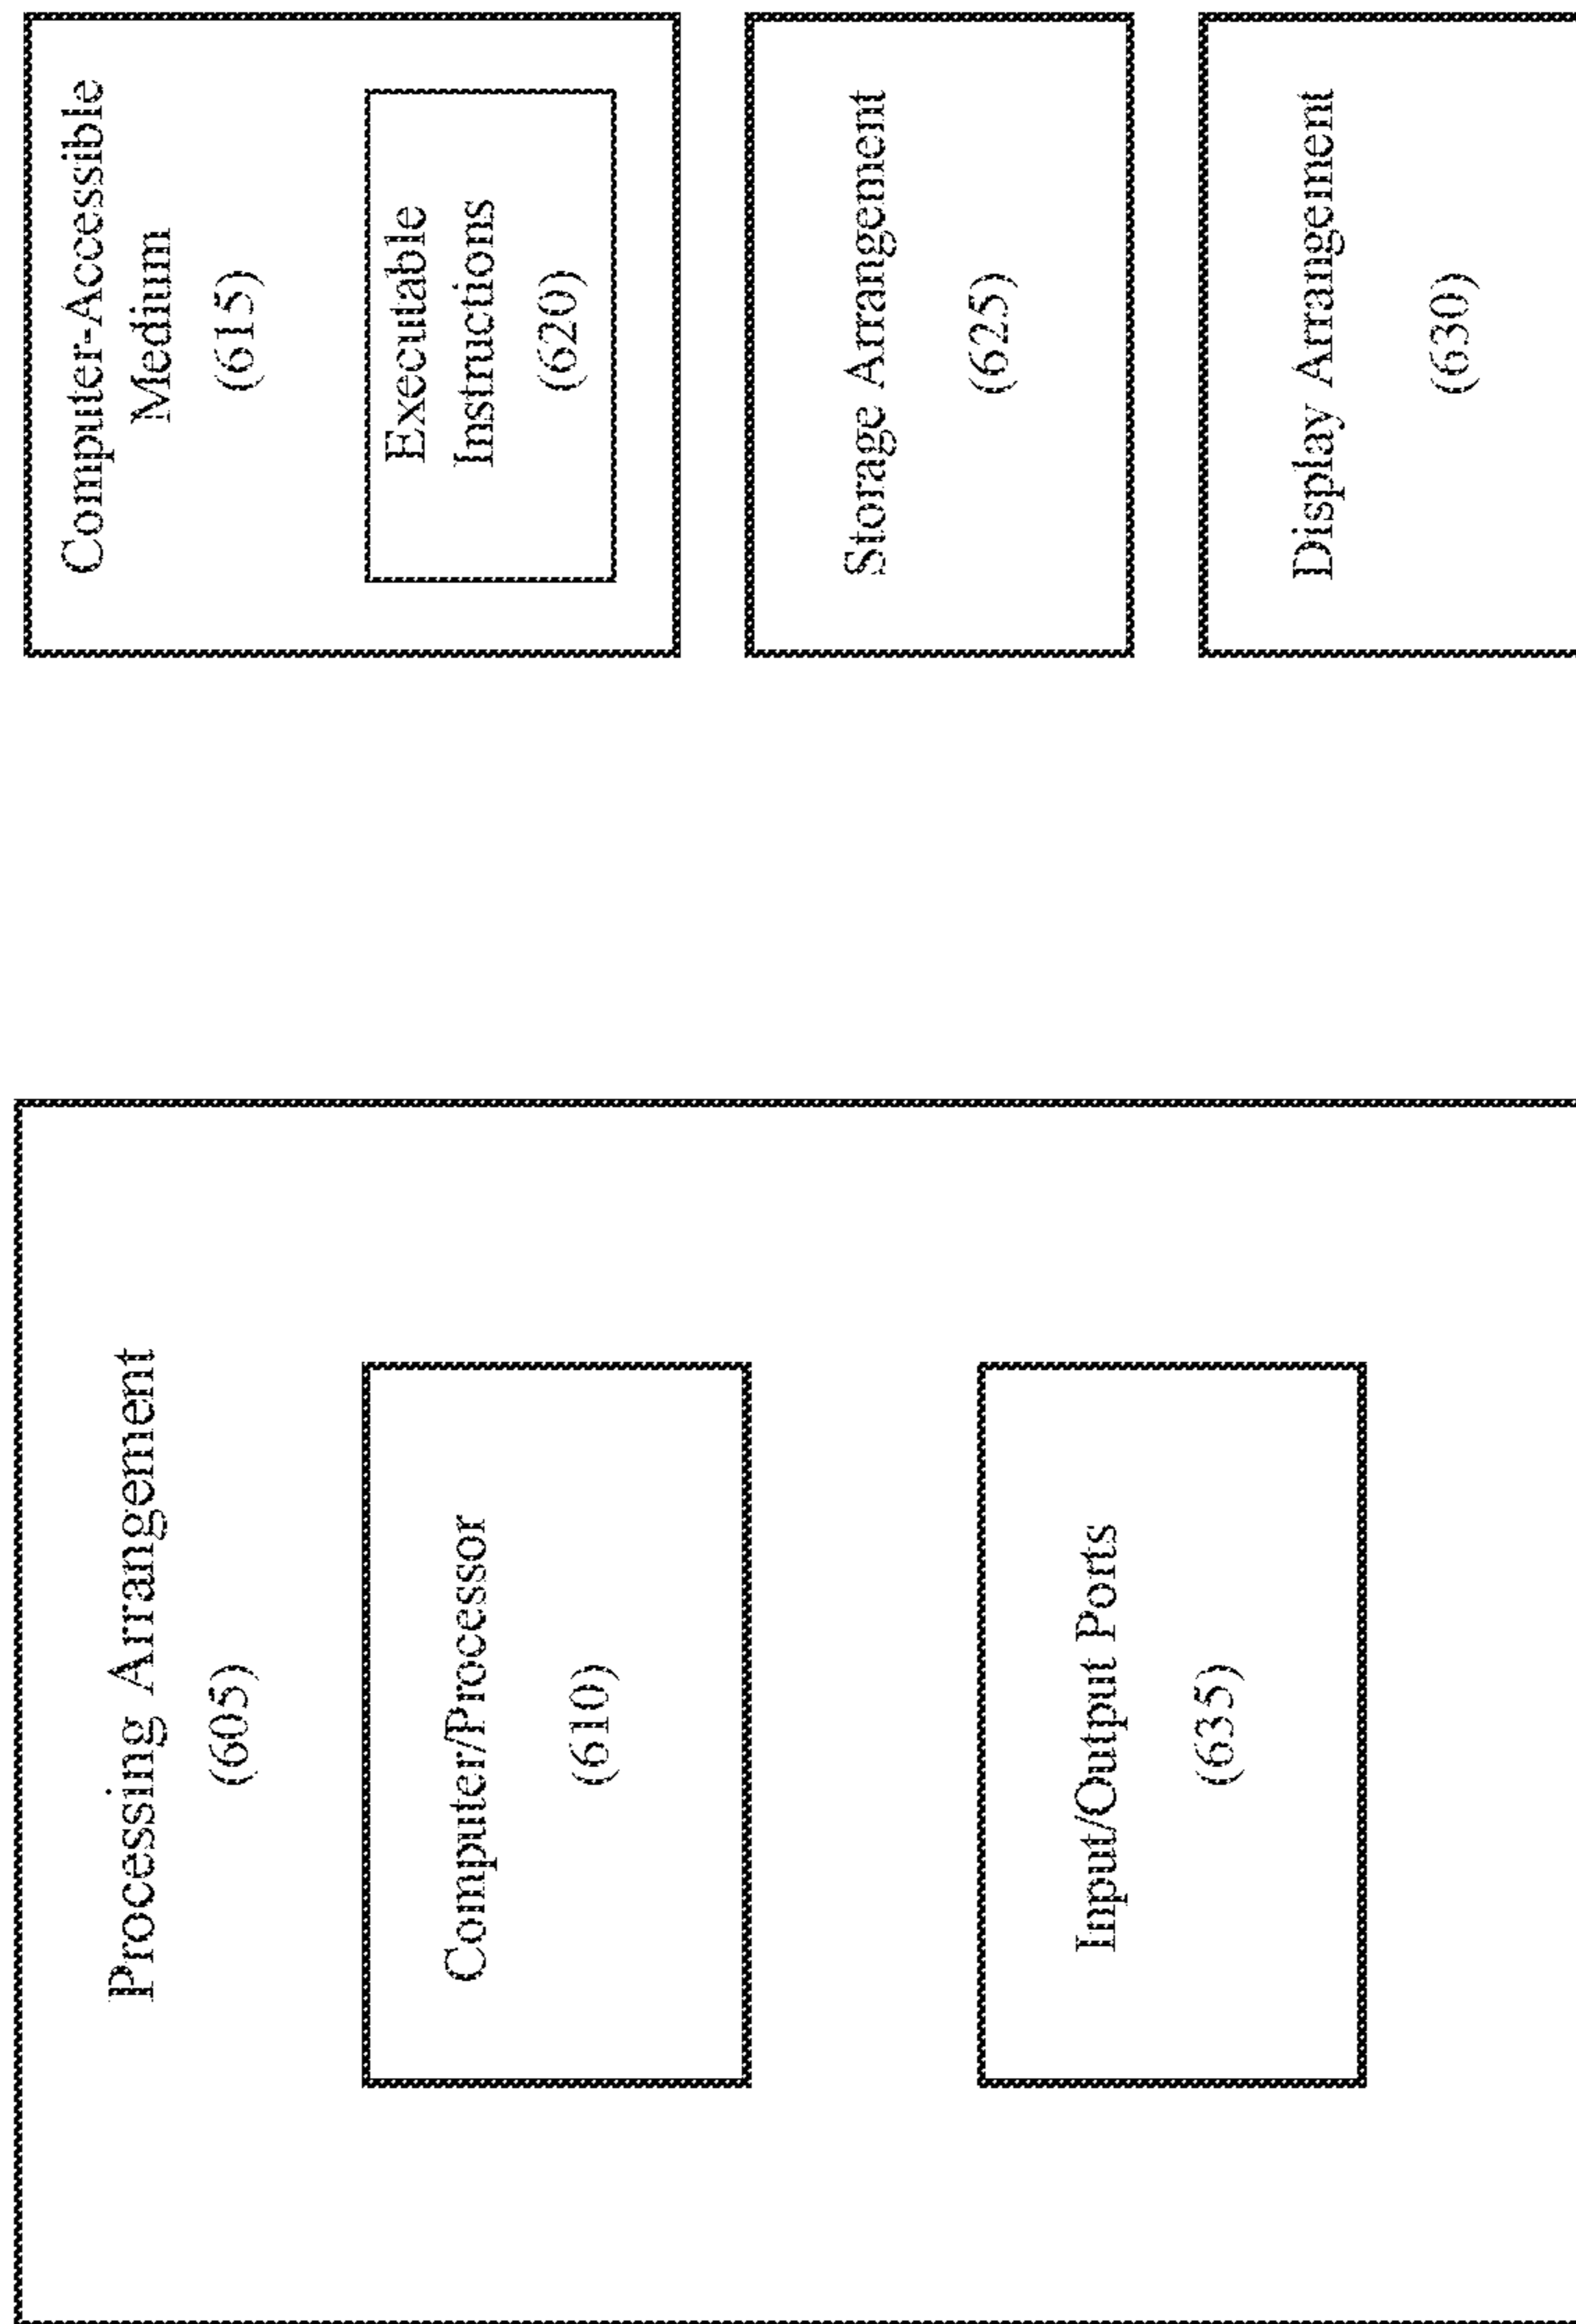 Processing Arrangement
(605)
Computer/Processor
(610)
Input/Output Ports
(635)
Computer-Accessible
Medium
(615)
Executable
Instructions
(620)
Storage Arrangement
(625)
Display Arrangement
(630)